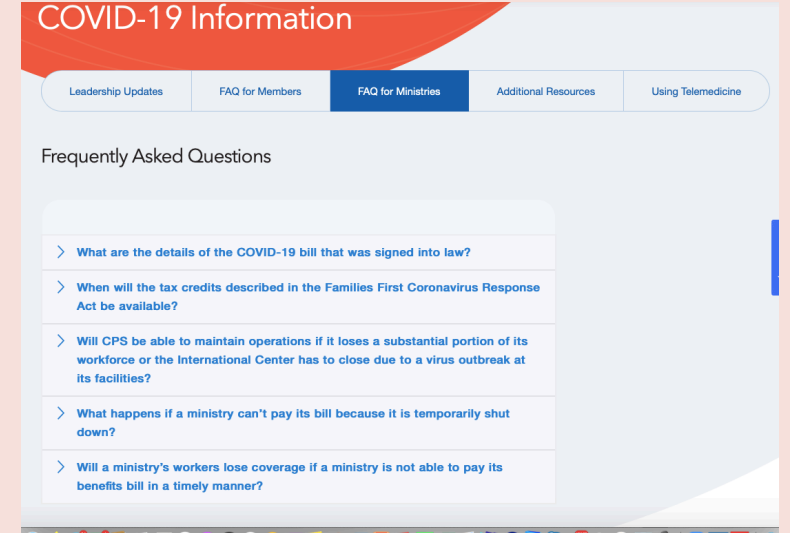 COVID-19 Information
Leadership Updates
FAQ for Members
FAQ for Ministries
Additional Resources
Using Telemedicine
Frequently Asked Questions
What are the details of the COVID-19 bill that was signed into law?
When will the tax credits described in the Families First Coronavirus Response
Act be available?
Will CPS be able to maintain operations if it loses a substantial portion of its
workforce or the International Center has to close due to a virus outbreak at
its facilities?
What happens if a ministry can't pay its bill because it is temporarily shut
down?
Will a ministry's workers lose coverage if a ministry is not able to pay its
benefits bill in a timely manner?